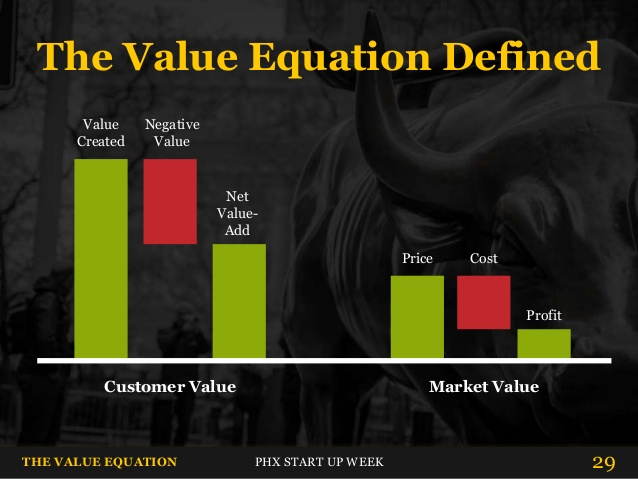 The Value Equation Defined
Value
Created
Negative
Value
Net
Value-
Add
Price
Cost
Profit
Customer Value
Market Value
THE VALUE EQUATION
PHX START UP WEEK
29